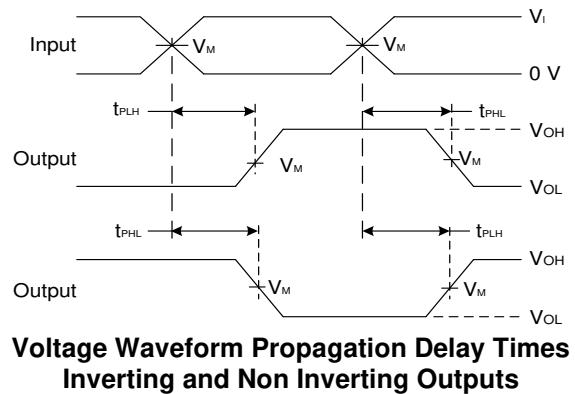 VI
Input VM VM
0 V
tPLH tPHL
VOH
Output VM VM
VOL
tPHL tPLH
VOH
Output VM VM
VOL
Voltage Waveform Propagation Delay Times
Inverting and Non Inverting Outputs